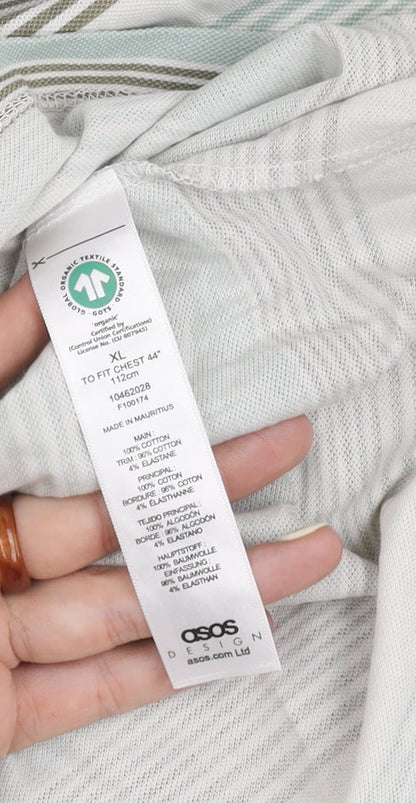 GLOBAL ORGANIC TEXTILE STANDARD · GOTS ·
'organic'
Certified by
(Control Union Certifications)
License No. (CU 807943)
XL
TO FIT CHEST 44"
112cm
10462028
F100174
MADE IN MAURITIUS
MAIN :
100% COTTON
TRIM : 96% COTTON
4% ELASTANE
PRINCIPAL :
100% COTON
BORDURE : 96% COTON
4% ÉLASTHANNE
TEJIDO PRINCIPAL :
100% ALGODÓN
BORDE : 96% ALGODÓN
4% ELASTANO
HAUPTSTOFF :
100% BAUMWOLLE
EINFASSUNG :
96% BAUMWOLLE
4% ELASTHAN
asos
DESIGN
asos.com Ltd